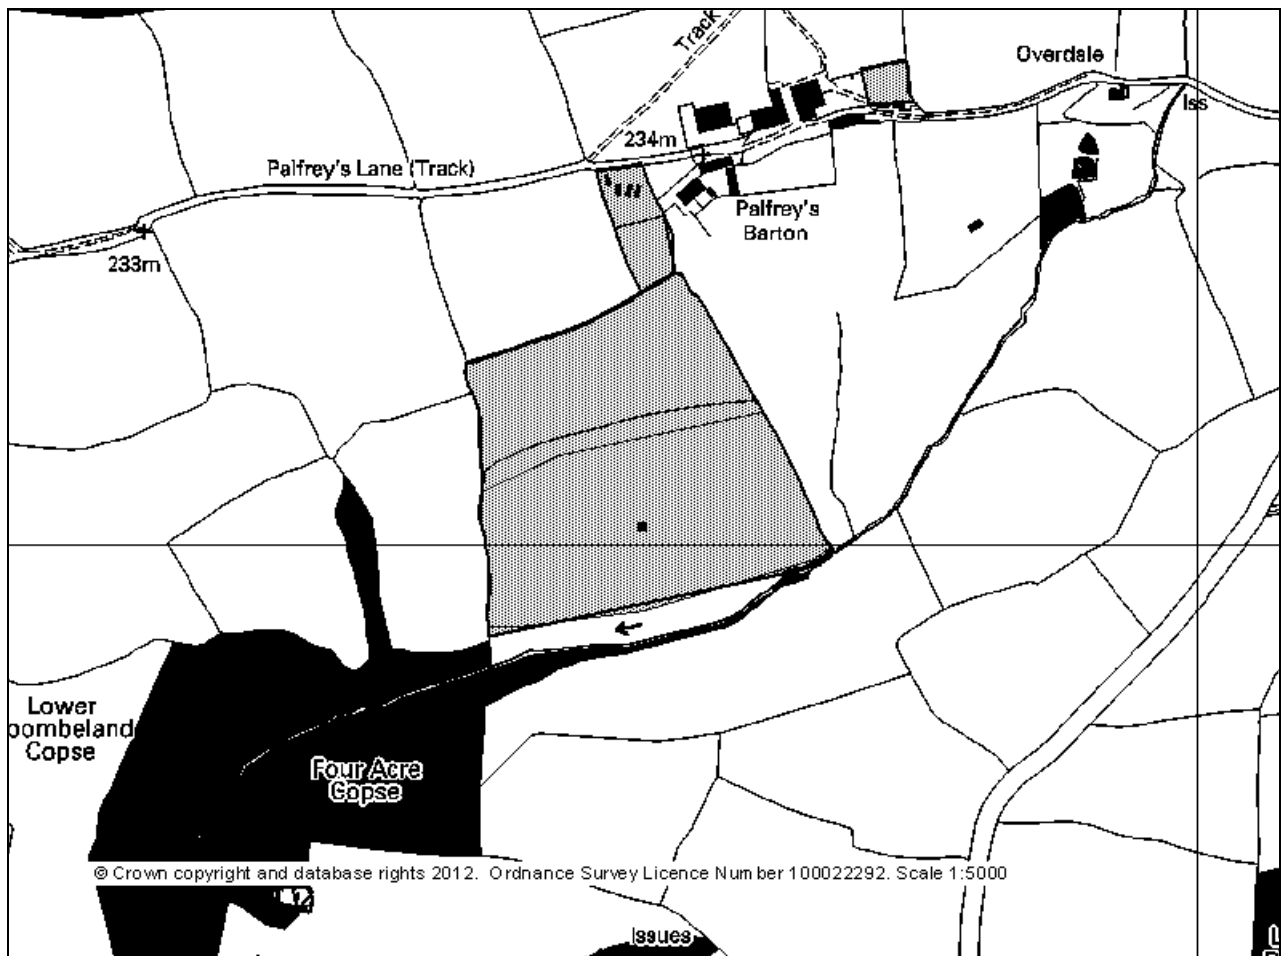 Track
Overdale
Iss
234m
Palfrey's Lane (Track)
Palfrey's
Barton
233m
Lower
oombeland
Copse
Four Acre
Copse
© Crown copyright and database rights 2012. Ordnance Survey Licence Number 100022292. Scale 1:5000
Issues
L